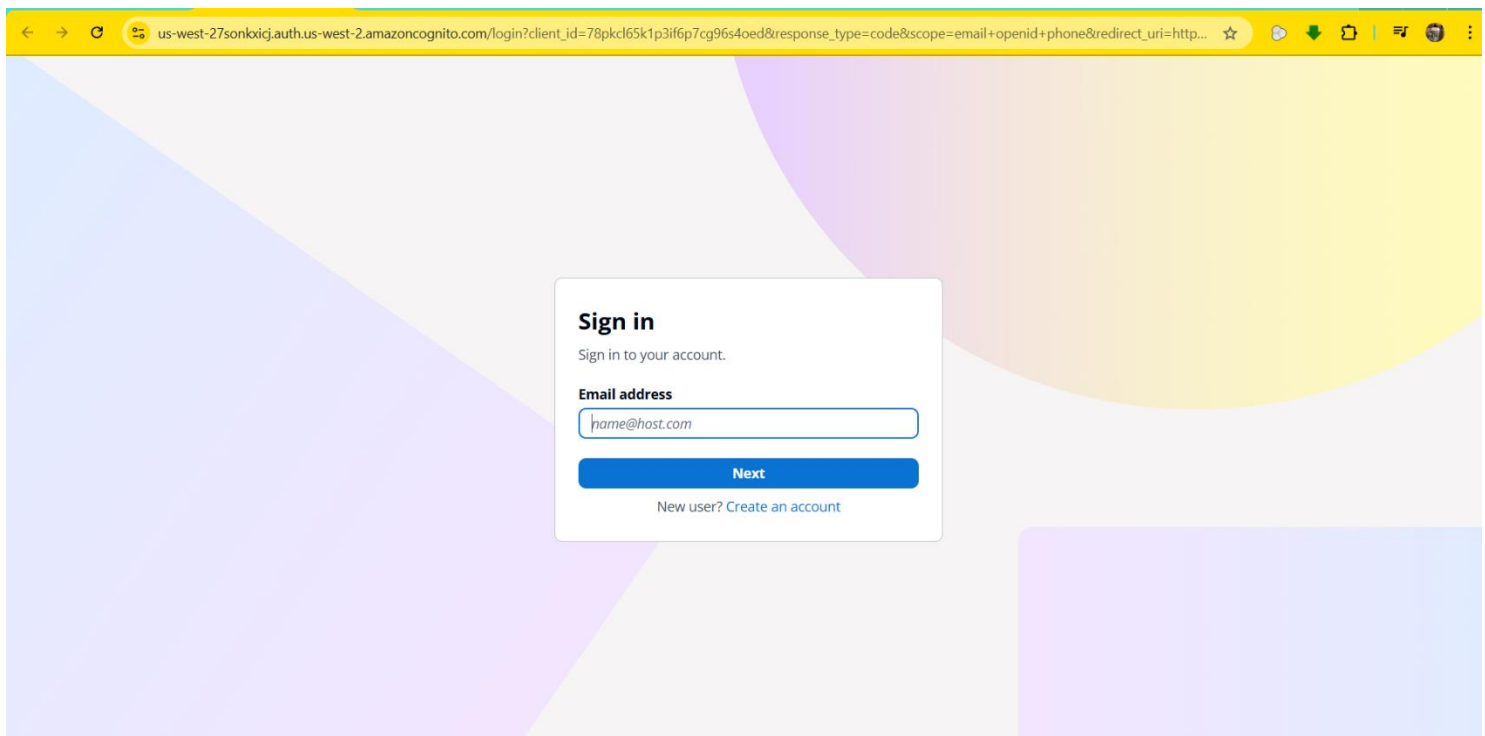 us-west-27sonkxicj.auth.us-west-2.amazoncognito.com/login?client_id=78pkcl65k1p3if6p7cg96s4oed&response_type=code&scope=email+openid+phone&redirect_uri=http...
Sign in
Sign in to your account.
Email address
name@host.com
Next
New user? Create an account